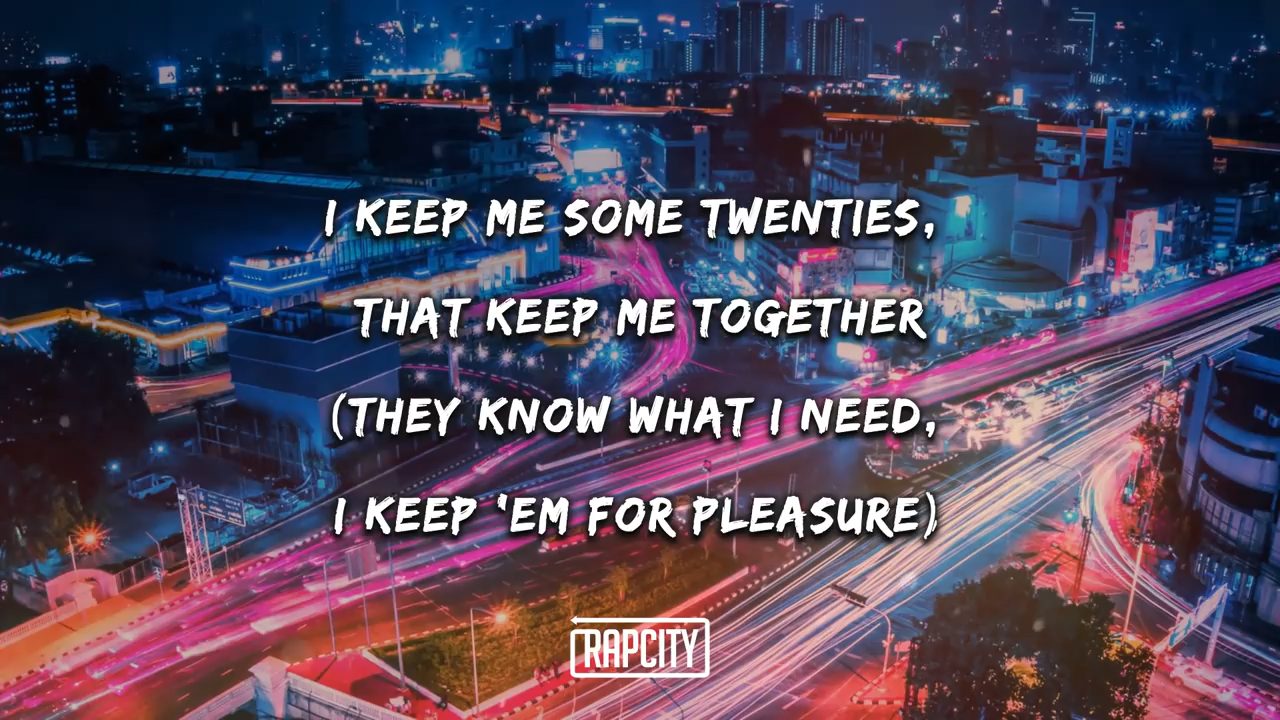 I KEEP ME SOME TWENTIES,
THAT KEEP ME TOGETHER
(THEY KNOW WHAT I NEED,
I KEEP 'EM FOR PLEASURE)
RAPCITY